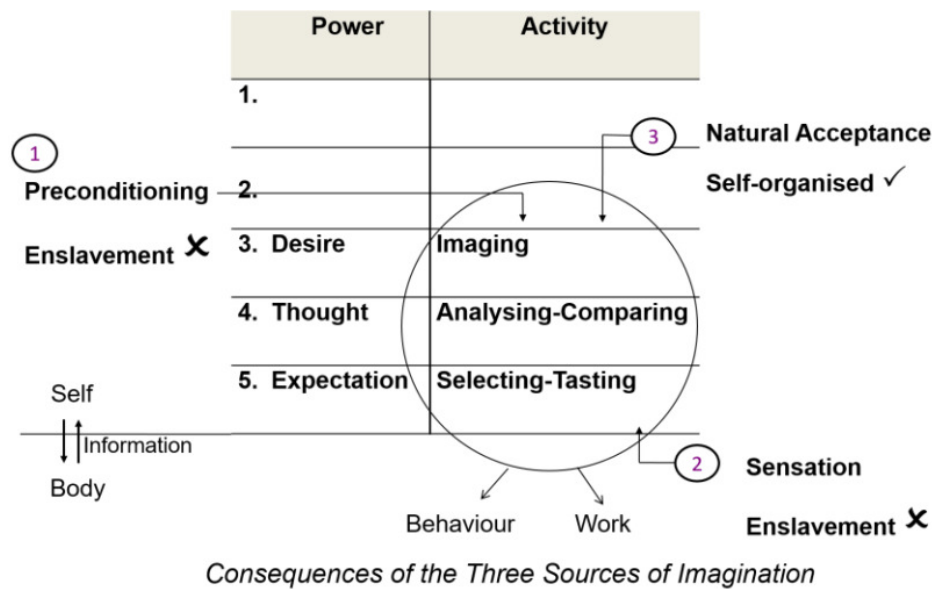 Power Activity
1.
1
3 Natural Acceptance
Preconditioning 2.
Self-organised ✓
Enslavement ✘
3. Desire Imaging
4. Thought Analysing-Comparing
5. Expectation Selecting-Tasting
Self
Information
Body
2 Sensation
Behaviour Work
Enslavement ✘
Consequences of the Three Sources of Imagination